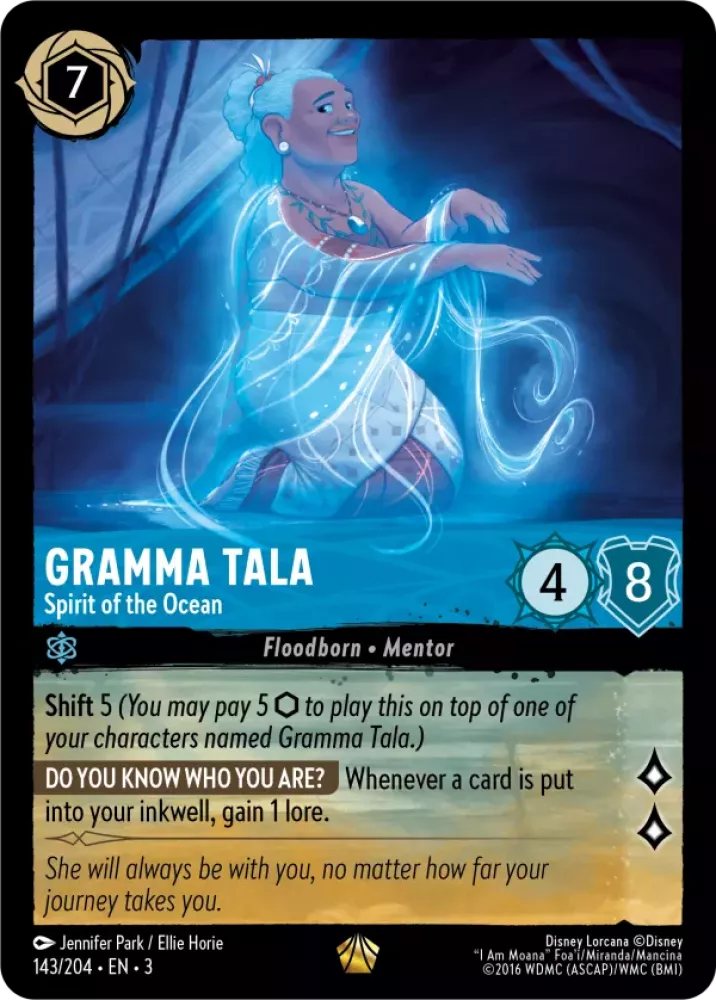 7
GRAMMA TALA
Spirit of the Ocean
4
8
Floodborn • Mentor
Shift 5 (You may pay 5 to play this on top of one of
your characters named Gramma Tala.)
DO YOU KNOW WHO YOU ARE? Whenever a card is put
into your inkwell, gain 1 lore.
She will always be with you, no matter how far your
journey takes you.
Jennifer Park / Ellie Horie
143/204 • EN • 3
Disney Lorcana ©Disney
"I Am Moana" Foa'i/Miranda/Mancina
©2016 WDMC (ASCAP)/WMC (BMI)